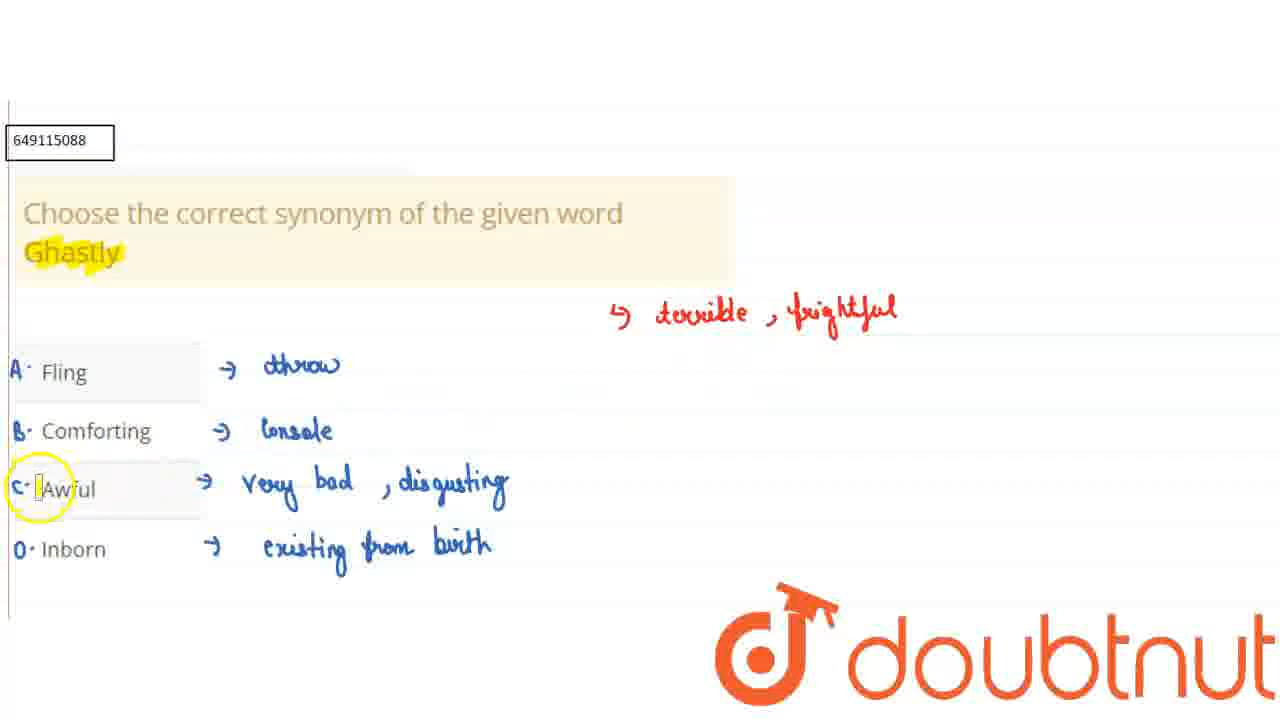 649115088
Choose the correct synonym of the given word
Ghastly
↳ terrible , frightful
A. Fling → throw
B. Comforting → Console
C. Awful → very bad , disgusting
D. Inborn → existing from birth
doubtnut